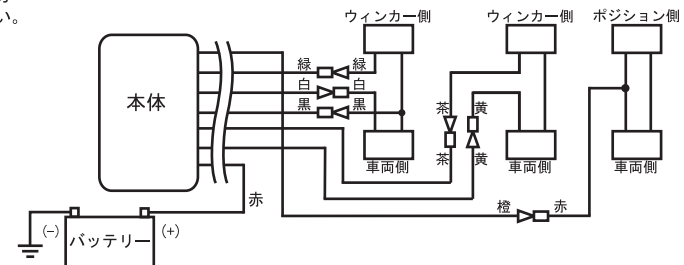 い。
ウィンカー側
ウィンカー側
ポジション側
緑
緑
本体
白
白
黒
黒
茶
黄
茶
黄
車両側
車両側
車両側
赤
橙
赤
(−)
(+)
バッテリー